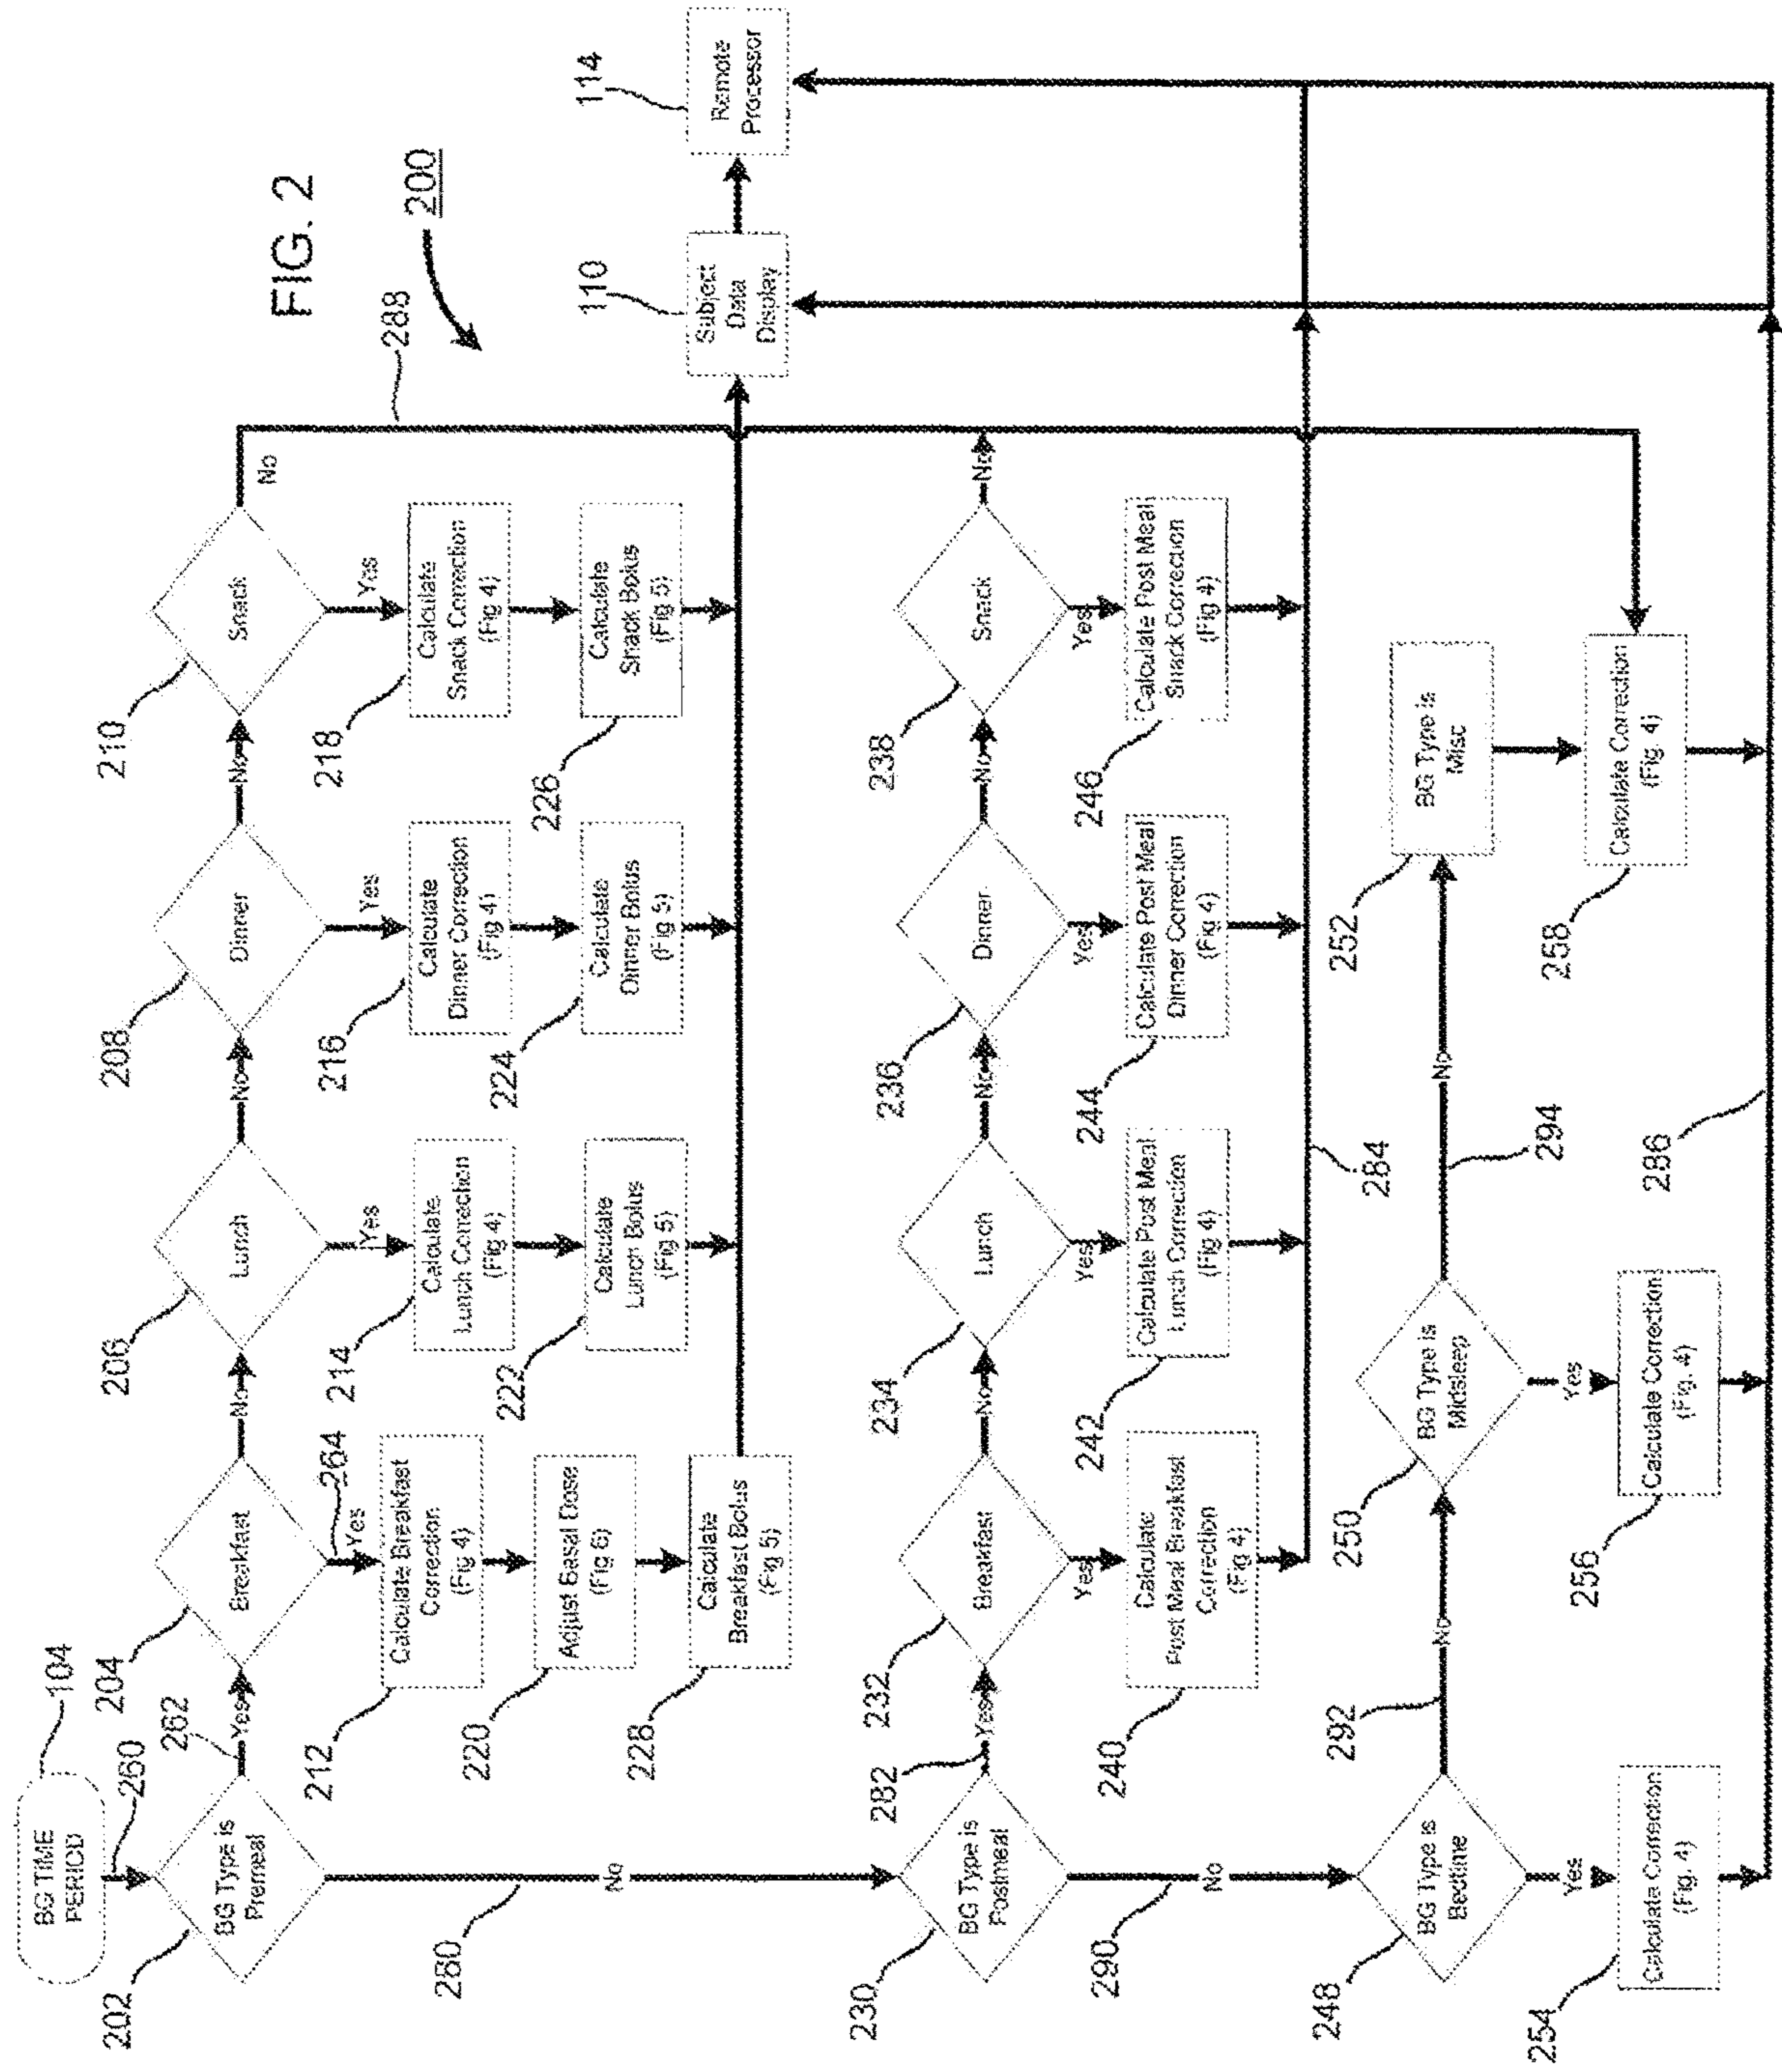 FIG. 2
200
BG TIME
PERIOD
104
260
202
BG Type is
Premeal
262
Yes
204
Breakfast
No
206
Lunch
No
208
Dinner
No
210
Snack
No
288
264
Yes
Yes
Yes
Yes
212
Calculate Breakfast
Correction
(Fig 4)
214
Calculate
Lunch Correction
(Fig 4)
216
Calculate
Dinner Correction
(Fig 4)
218
Calculate
Snack Correction
(Fig 4)
220
Adjust Basal Dose
(Fig 6)
222
Calculate
Lunch Bolus
(Fig 5)
224
Calculate
Dinner Bolus
(Fig 5)
226
Calculate
Snack Bolus
(Fig 5)
228
Calculate
Breakfast Bolus
(Fig 5)
110
Subject
Data
Display
114
Remote
Processor
280
No
230
BG Type is
Postmeal
282
Yes
232
Breakfast
No
234
Lunch
No
236
Dinner
No
238
Snack
No
Yes
Yes
Yes
Yes
240
Calculate
Post Meal Breakfast
Correction
(Fig 4)
242
Calculate Post Meal
Lunch Correction
(Fig 4)
244
Calculate Post Meal
Dinner Correction
(Fig 4)
246
Calculate Post Meal
Snack Correction
(Fig 4)
284
290
No
248
BG Type is
Bedtime
292
No
250
BG Type is
Midsleep
294
No
252
BG Type is
Misc
Yes
Yes
254
Calculate Correction
(Fig. 4)
256
Calculate Correction
(Fig. 4)
258
Calculate Correction
(Fig. 4)
286